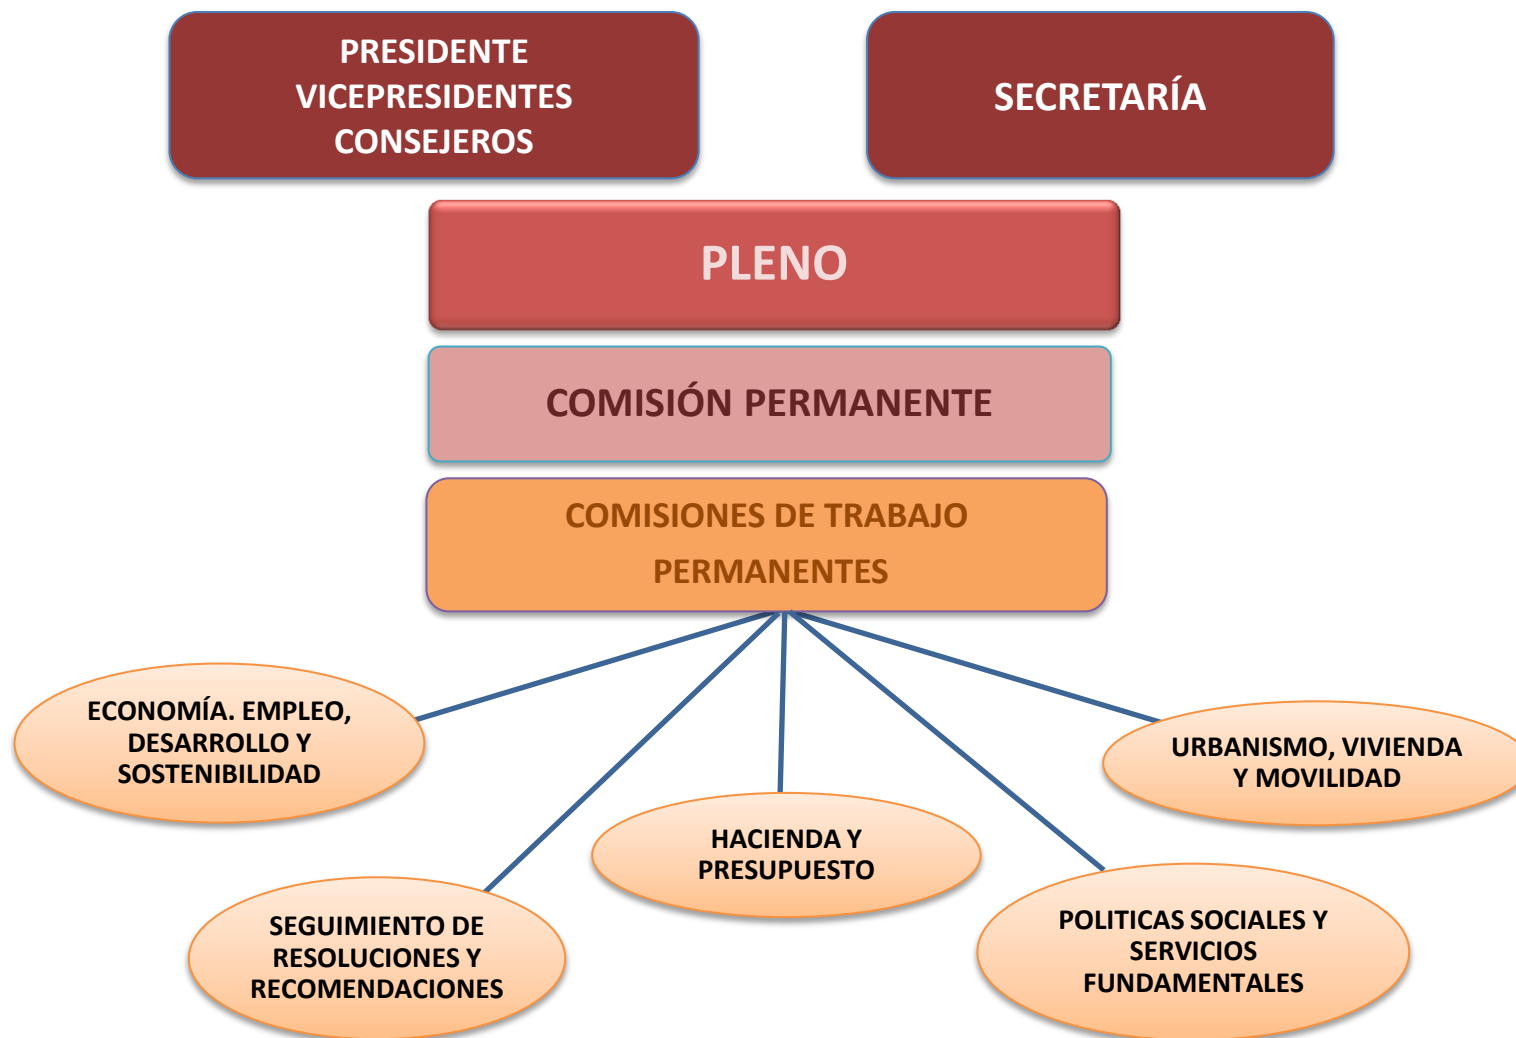 PRESIDENTE
VICEPRESIDENTES
CONSEJEROS
SECRETARÍA
PLENO
COMISIÓN PERMANENTE
COMISIONES DE TRABAJO
PERMANENTES
ECONOMÍA. EMPLEO,
DESARROLLO Y
SOSTENIBILIDAD
URBANISMO, VIVIENDA
Y MOVILIDAD
HACIENDA Y
PRESUPUESTO
SEGUIMIENTO DE
RESOLUCIONES Y
RECOMENDACIONES
POLITICAS SOCIALES Y
SERVICIOS
FUNDAMENTALES